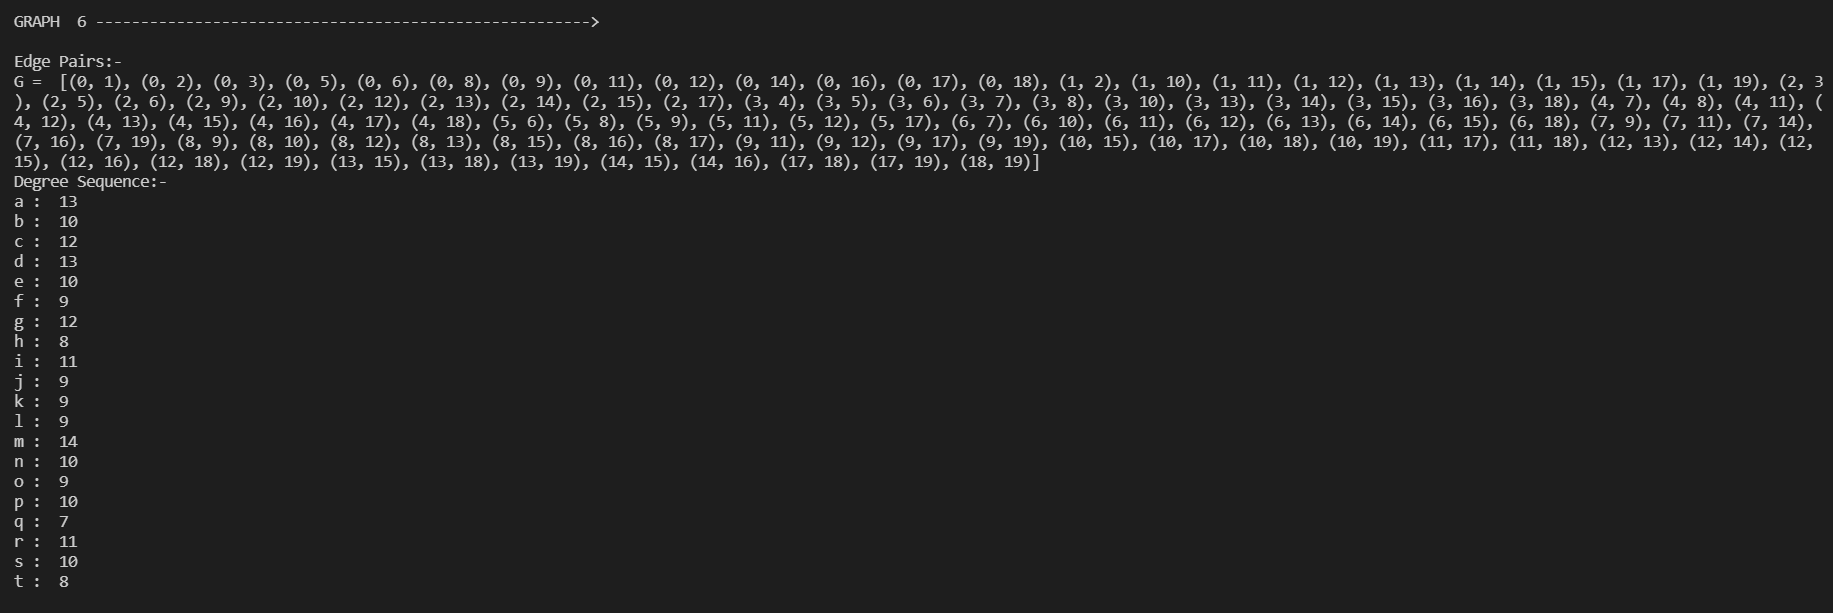 GRAPH  6 ------------------------------------------------------->
Edge Pairs:-
G =  [(0, 1), (0, 2), (0, 3), (0, 5), (0, 6), (0, 8), (0, 9), (0, 11), (0, 12), (0, 14), (0, 16), (0, 17), (0, 18), (1, 2), (1, 10), (1, 11), (1, 12), (1, 13), (1, 14), (1, 15), (1, 17), (1, 19), (2, 3
), (2, 5), (2, 6), (2, 9), (2, 10), (2, 12), (2, 13), (2, 14), (2, 15), (2, 17), (3, 4), (3, 5), (3, 6), (3, 7), (3, 8), (3, 10), (3, 13), (3, 14), (3, 15), (3, 16), (3, 18), (4, 7), (4, 8), (4, 11), (
4, 12), (4, 13), (4, 15), (4, 16), (4, 17), (4, 18), (5, 6), (5, 8), (5, 9), (5, 11), (5, 12), (5, 17), (6, 7), (6, 10), (6, 11), (6, 12), (6, 13), (6, 14), (6, 15), (6, 18), (7, 9), (7, 11), (7, 14),
(7, 16), (7, 19), (8, 9), (8, 10), (8, 12), (8, 13), (8, 15), (8, 16), (8, 17), (9, 11), (9, 12), (9, 17), (9, 19), (10, 15), (10, 17), (10, 18), (10, 19), (11, 17), (11, 18), (12, 13), (12, 14), (12,
15), (12, 16), (12, 18), (12, 19), (13, 15), (13, 18), (13, 19), (14, 15), (14, 16), (17, 18), (17, 19), (18, 19)]
Degree Sequence:-
a :  13
b :  10
c :  12
d :  13
e :  10
f :  9
g :  12
h :  8
i :  11
j :  9
k :  9
l :  9
m :  14
n :  10
o :  9
p :  10
q :  7
r :  11
s :  10
t :  8